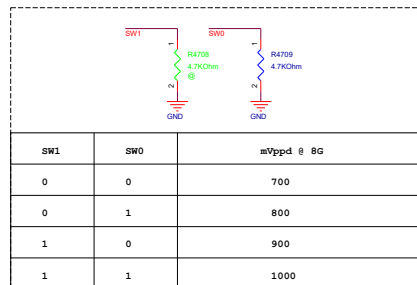 SW1 SW0
1 1
R4708 R4709
4.7KOhm 4.7KOhm
@
2 2
GND GND
SW1 SW0 mVppd @ 8G
0 0 700
0 1 800
1 0 900
1 1 1000